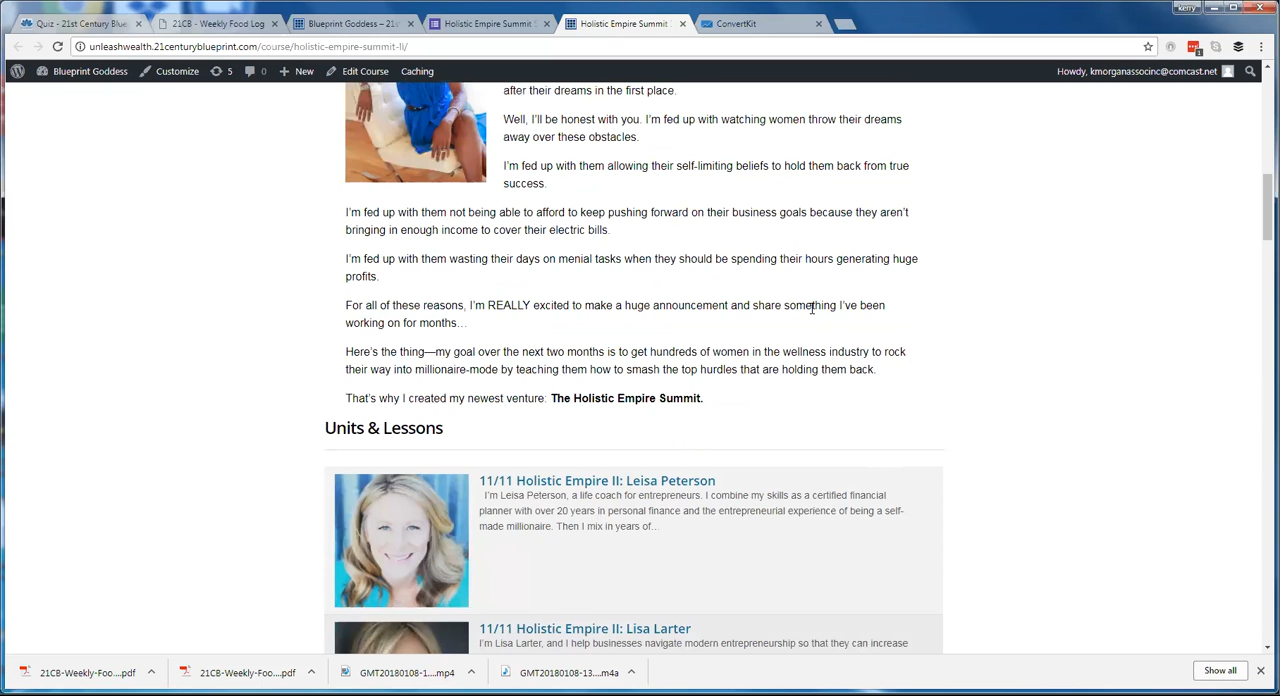 kerry
Quiz - 21st Century Blue
21CB - Weekly Food Log
Blueprint Goddess – 21s
Holistic Empire Summit
Holistic Empire Summit
ConvertKit
unleashwealth.21centuryblueprint.com/course/holistic-empire-summit-ii/
1
Blueprint Goddess
Customize
5
0
New
Edit Course
Caching
Howdy, kmorganassocinc@comcast.net
after their dreams in the first place.
Well, I'll be honest with you. I'm fed up with watching women throw their dreams
away over these obstacles.
I'm fed up with them allowing their self-limiting beliefs to hold them back from true
success.
I'm fed up with them not being able to afford to keep pushing forward on their business goals because they aren't
bringing in enough income to cover their electric bills.
I'm fed up with them wasting their days on menial tasks when they should be spending their hours generating huge
profits.
For all of these reasons, I'm REALLY excited to make a huge announcement and share something I've been
working on for months…
Here's the thing—my goal over the next two months is to get hundreds of women in the wellness industry to rock
their way into millionaire-mode by teaching them how to smash the top hurdles that are holding them back.
That's why I created my newest venture: The Holistic Empire Summit.
Units & Lessons
11/11 Holistic Empire II: Leisa Peterson
I'm Leisa Peterson, a life coach for entrepreneurs. I combine my skills as a certified financial
planner with over 20 years in personal finance and the entrepreneurial experience of being a self-
made millionaire. Then I mix in years of…
11/11 Holistic Empire II: Lisa Larter
I'm Lisa Larter, and I help businesses navigate modern entrepreneurship so that they can increase
21CB-Weekly-Foo....pdf
21CB-Weekly-Foo....pdf
GMT20180108-1....mp4
GMT20180108-13....m4a
Show all